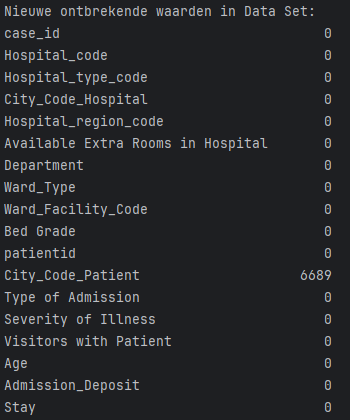 Nieuwe ontbrekende waarden in Data Set:
case_id 0
Hospital_code 0
Hospital_type_code 0
City_Code_Hospital 0
Hospital_region_code 0
Available Extra Rooms in Hospital 0
Department 0
Ward_Type 0
Ward_Facility_Code 0
Bed Grade 0
patientid 0
City_Code_Patient 6689
Type of Admission 0
Severity of Illness 0
Visitors with Patient 0
Age 0
Admission_Deposit 0
Stay 0